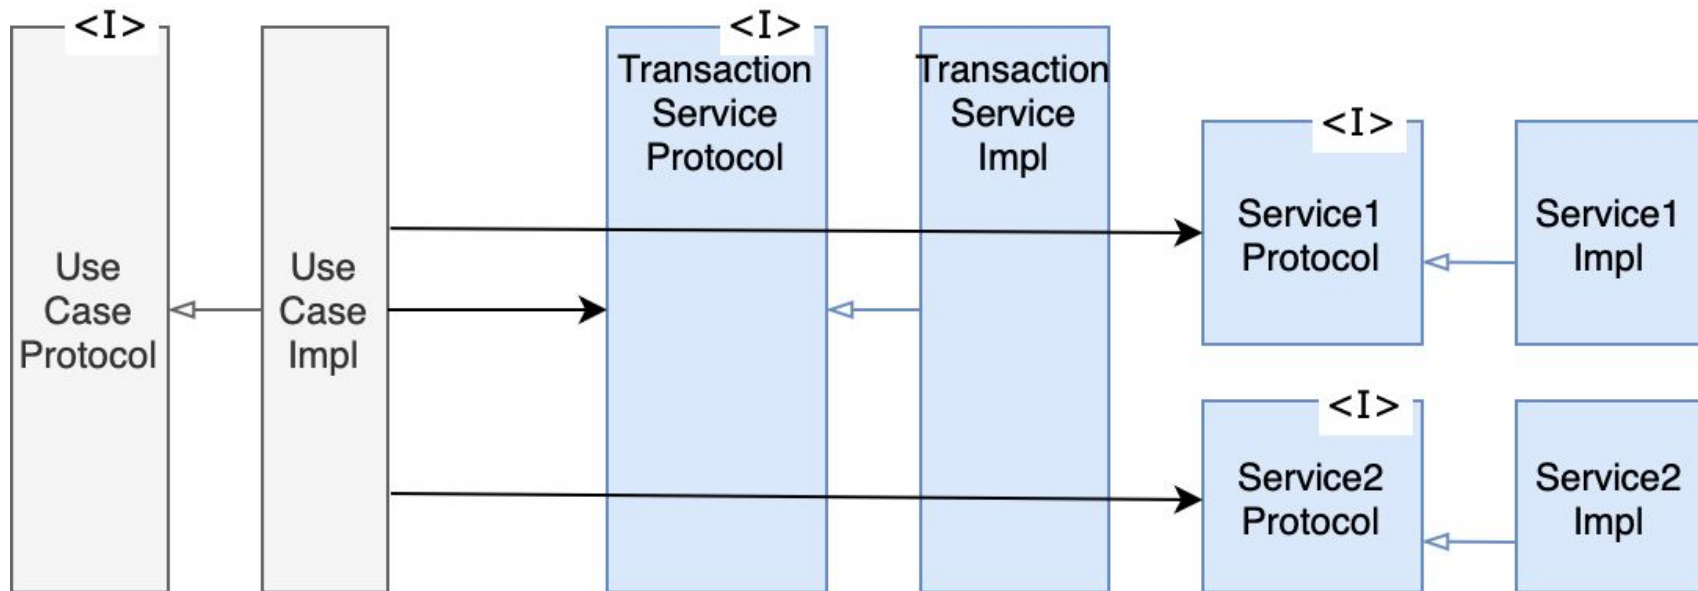 <I>
Use
Case
Protocol
Use
Case
Impl
<I>
Transaction
Service
Protocol
Transaction
Service
Impl
<I>
Service1
Protocol
Service1
Impl
<I>
Service2
Protocol
Service2
Impl